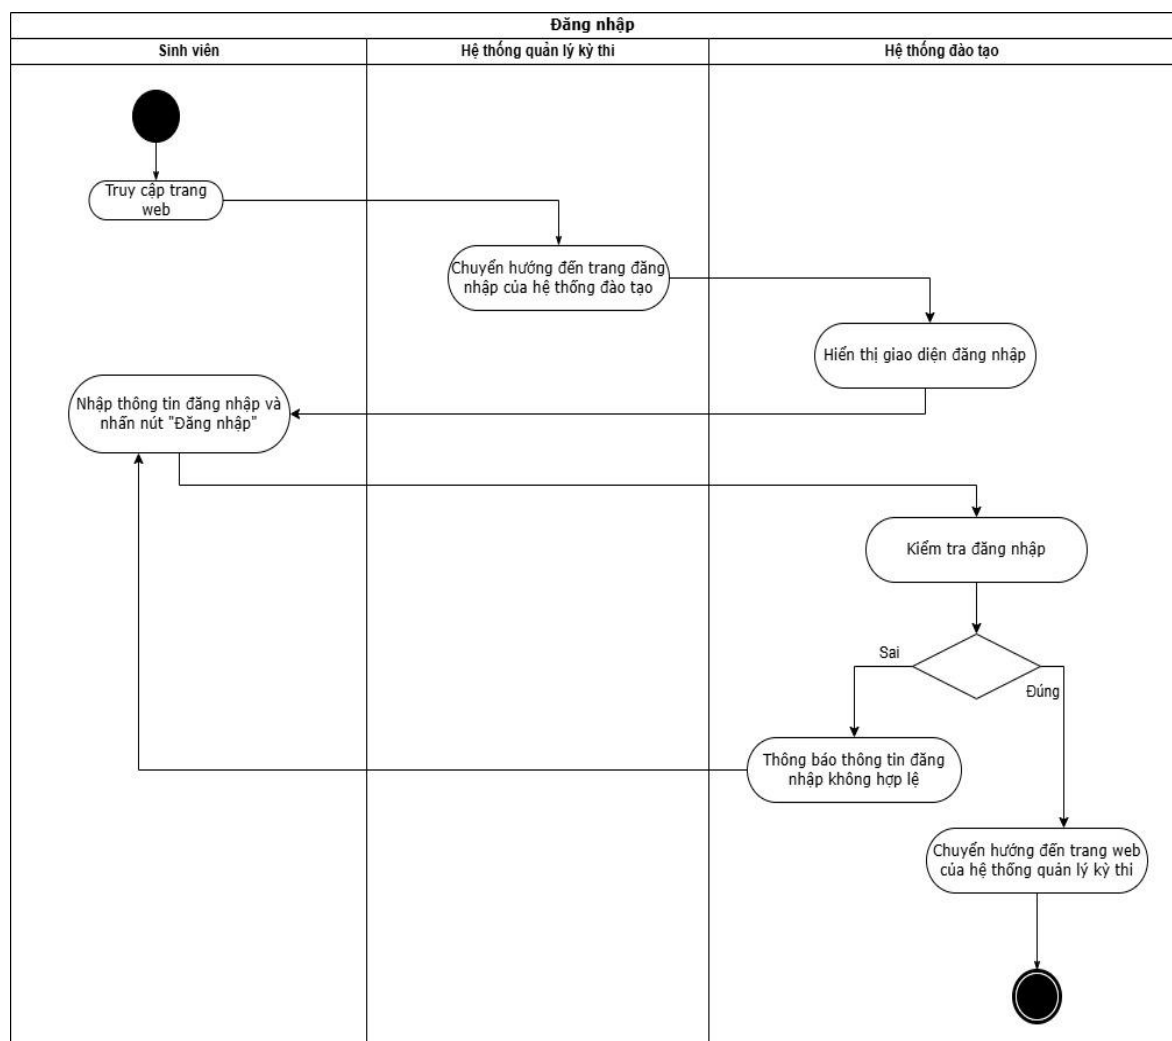 Đăng nhập
Sinh viên
Hệ thống quản lý kỳ thi
Hệ thống đào tạo
Truy cập trang
web
Chuyển hướng đến trang đăng
nhập của hệ thống đào tạo
Hiển thị giao diện đăng nhập
Nhập thông tin đăng nhập và
nhấn nút "Đăng nhập"
Kiểm tra đăng nhập
Sai
Đúng
Thông báo thông tin đăng
nhập không hợp lệ
Chuyển hướng đến trang web
của hệ thống quản lý kỳ thi